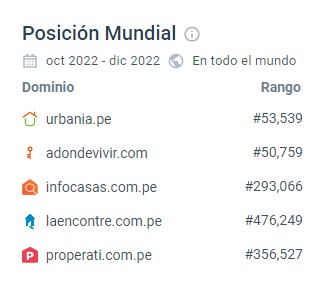 Posición Mundial
oct 2022 - dic 2022 En todo el mundo
Dominio Rango
urbania.pe #53,539
adondevivir.com #50,759
infocasas.com.pe #293,066
laencontre.com.pe #476,249
properati.com.pe #356,527